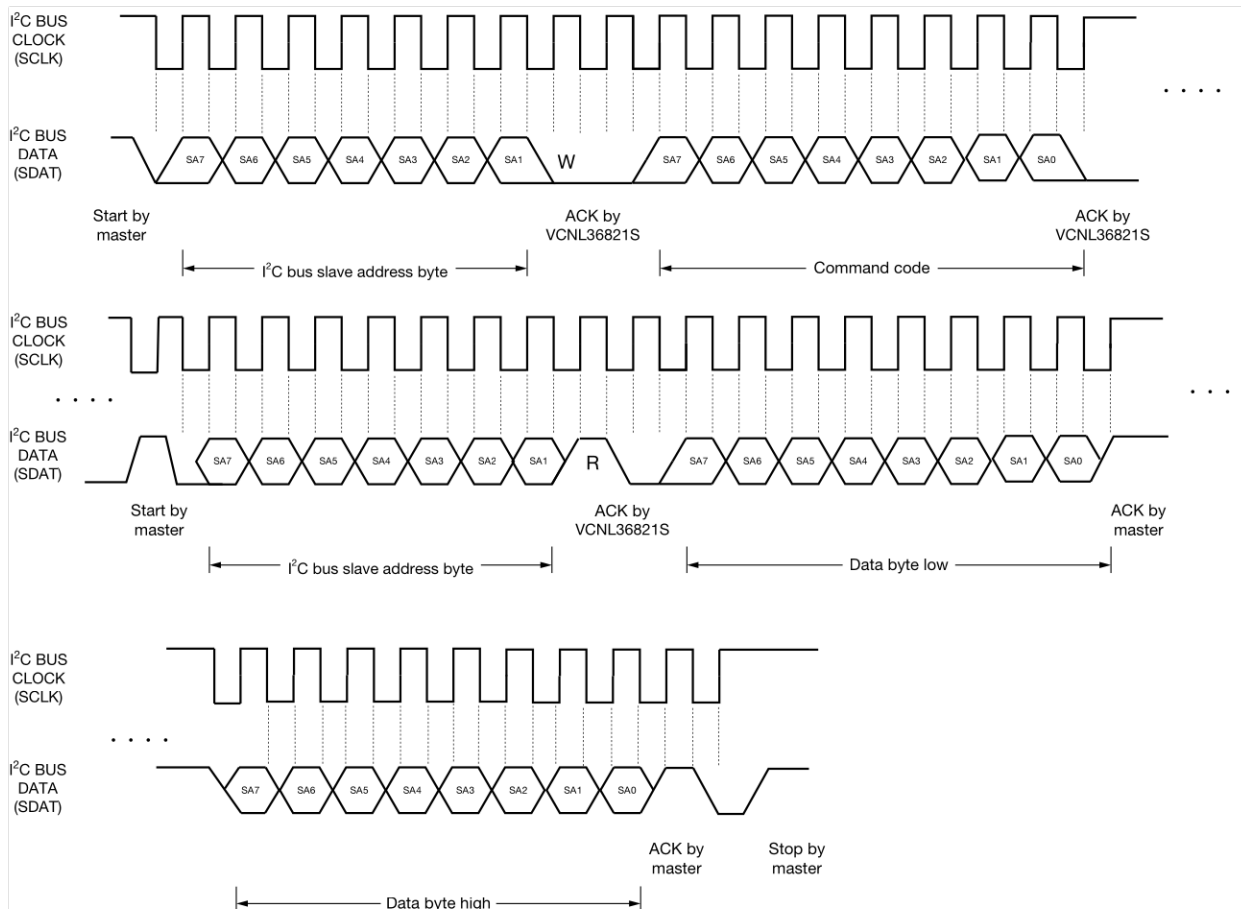 I²C BUS
CLOCK
(SCLK)
I²C BUS
DATA
(SDAT)
SA7 SA6 SA5 SA4 SA3 SA2 SA1 W SA7 SA6 SA5 SA4 SA3 SA2 SA1 SA0
Start by
master
ACK by
VCNL36821S
ACK by
VCNL36821S
I²C bus slave address byte
Command code
I²C BUS
CLOCK
(SCLK)
I²C BUS
DATA
(SDAT)
SA7 SA6 SA5 SA4 SA3 SA2 SA1 R SA7 SA6 SA5 SA4 SA3 SA2 SA1 SA0
Start by
master
ACK by
VCNL36821S
ACK by
master
I²C bus slave address byte
Data byte low
I²C BUS
CLOCK
(SCLK)
I²C BUS
DATA
(SDAT)
SA7 SA6 SA5 SA4 SA3 SA2 SA1 SA0
ACK by
master
Stop by
master
Data byte high